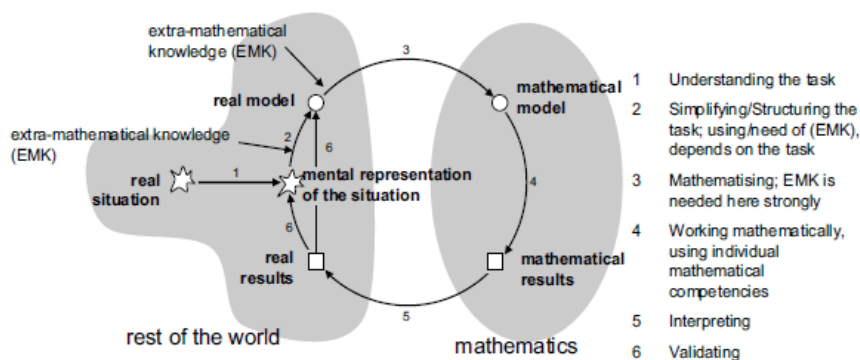 extra-mathematical
knowledge (EMK)
3
real model
mathematical
model
extra-mathematical knowledge
(EMK)
2
6
1
mental representation
of the situation
real
situation
4
6
real
results
mathematical
results
5
rest of the world
mathematics
1 Understanding the task
2 Simplifying/Structuring the
task; using/need of (EMK),
depends on the task
3 Mathematising; EMK is
needed here strongly
4 Working mathematically,
using individual
mathematical
competencies
5 Interpreting
6 Validating